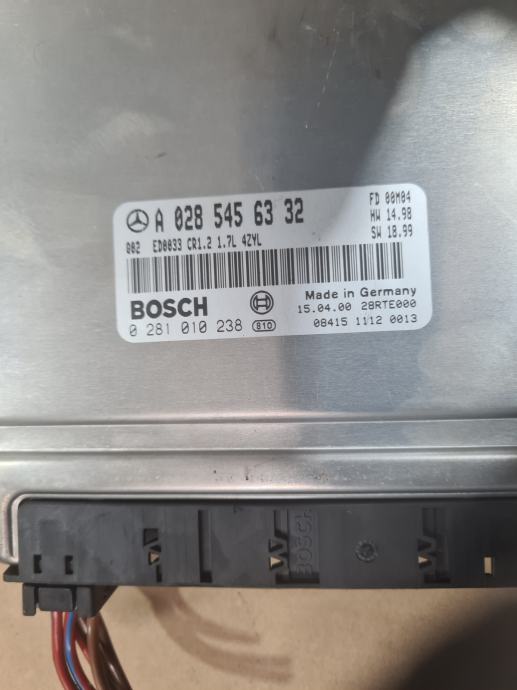 A 028 545 63 32
FD 00M04
HW 14.98
SW 18.99
002 ED0033 CR1.2 1.7L 4ZYL
BOSCH
Made in Germany
0 281 010 238 810
15.04.00 28RTE000
08415 1112 0013
BOSCH